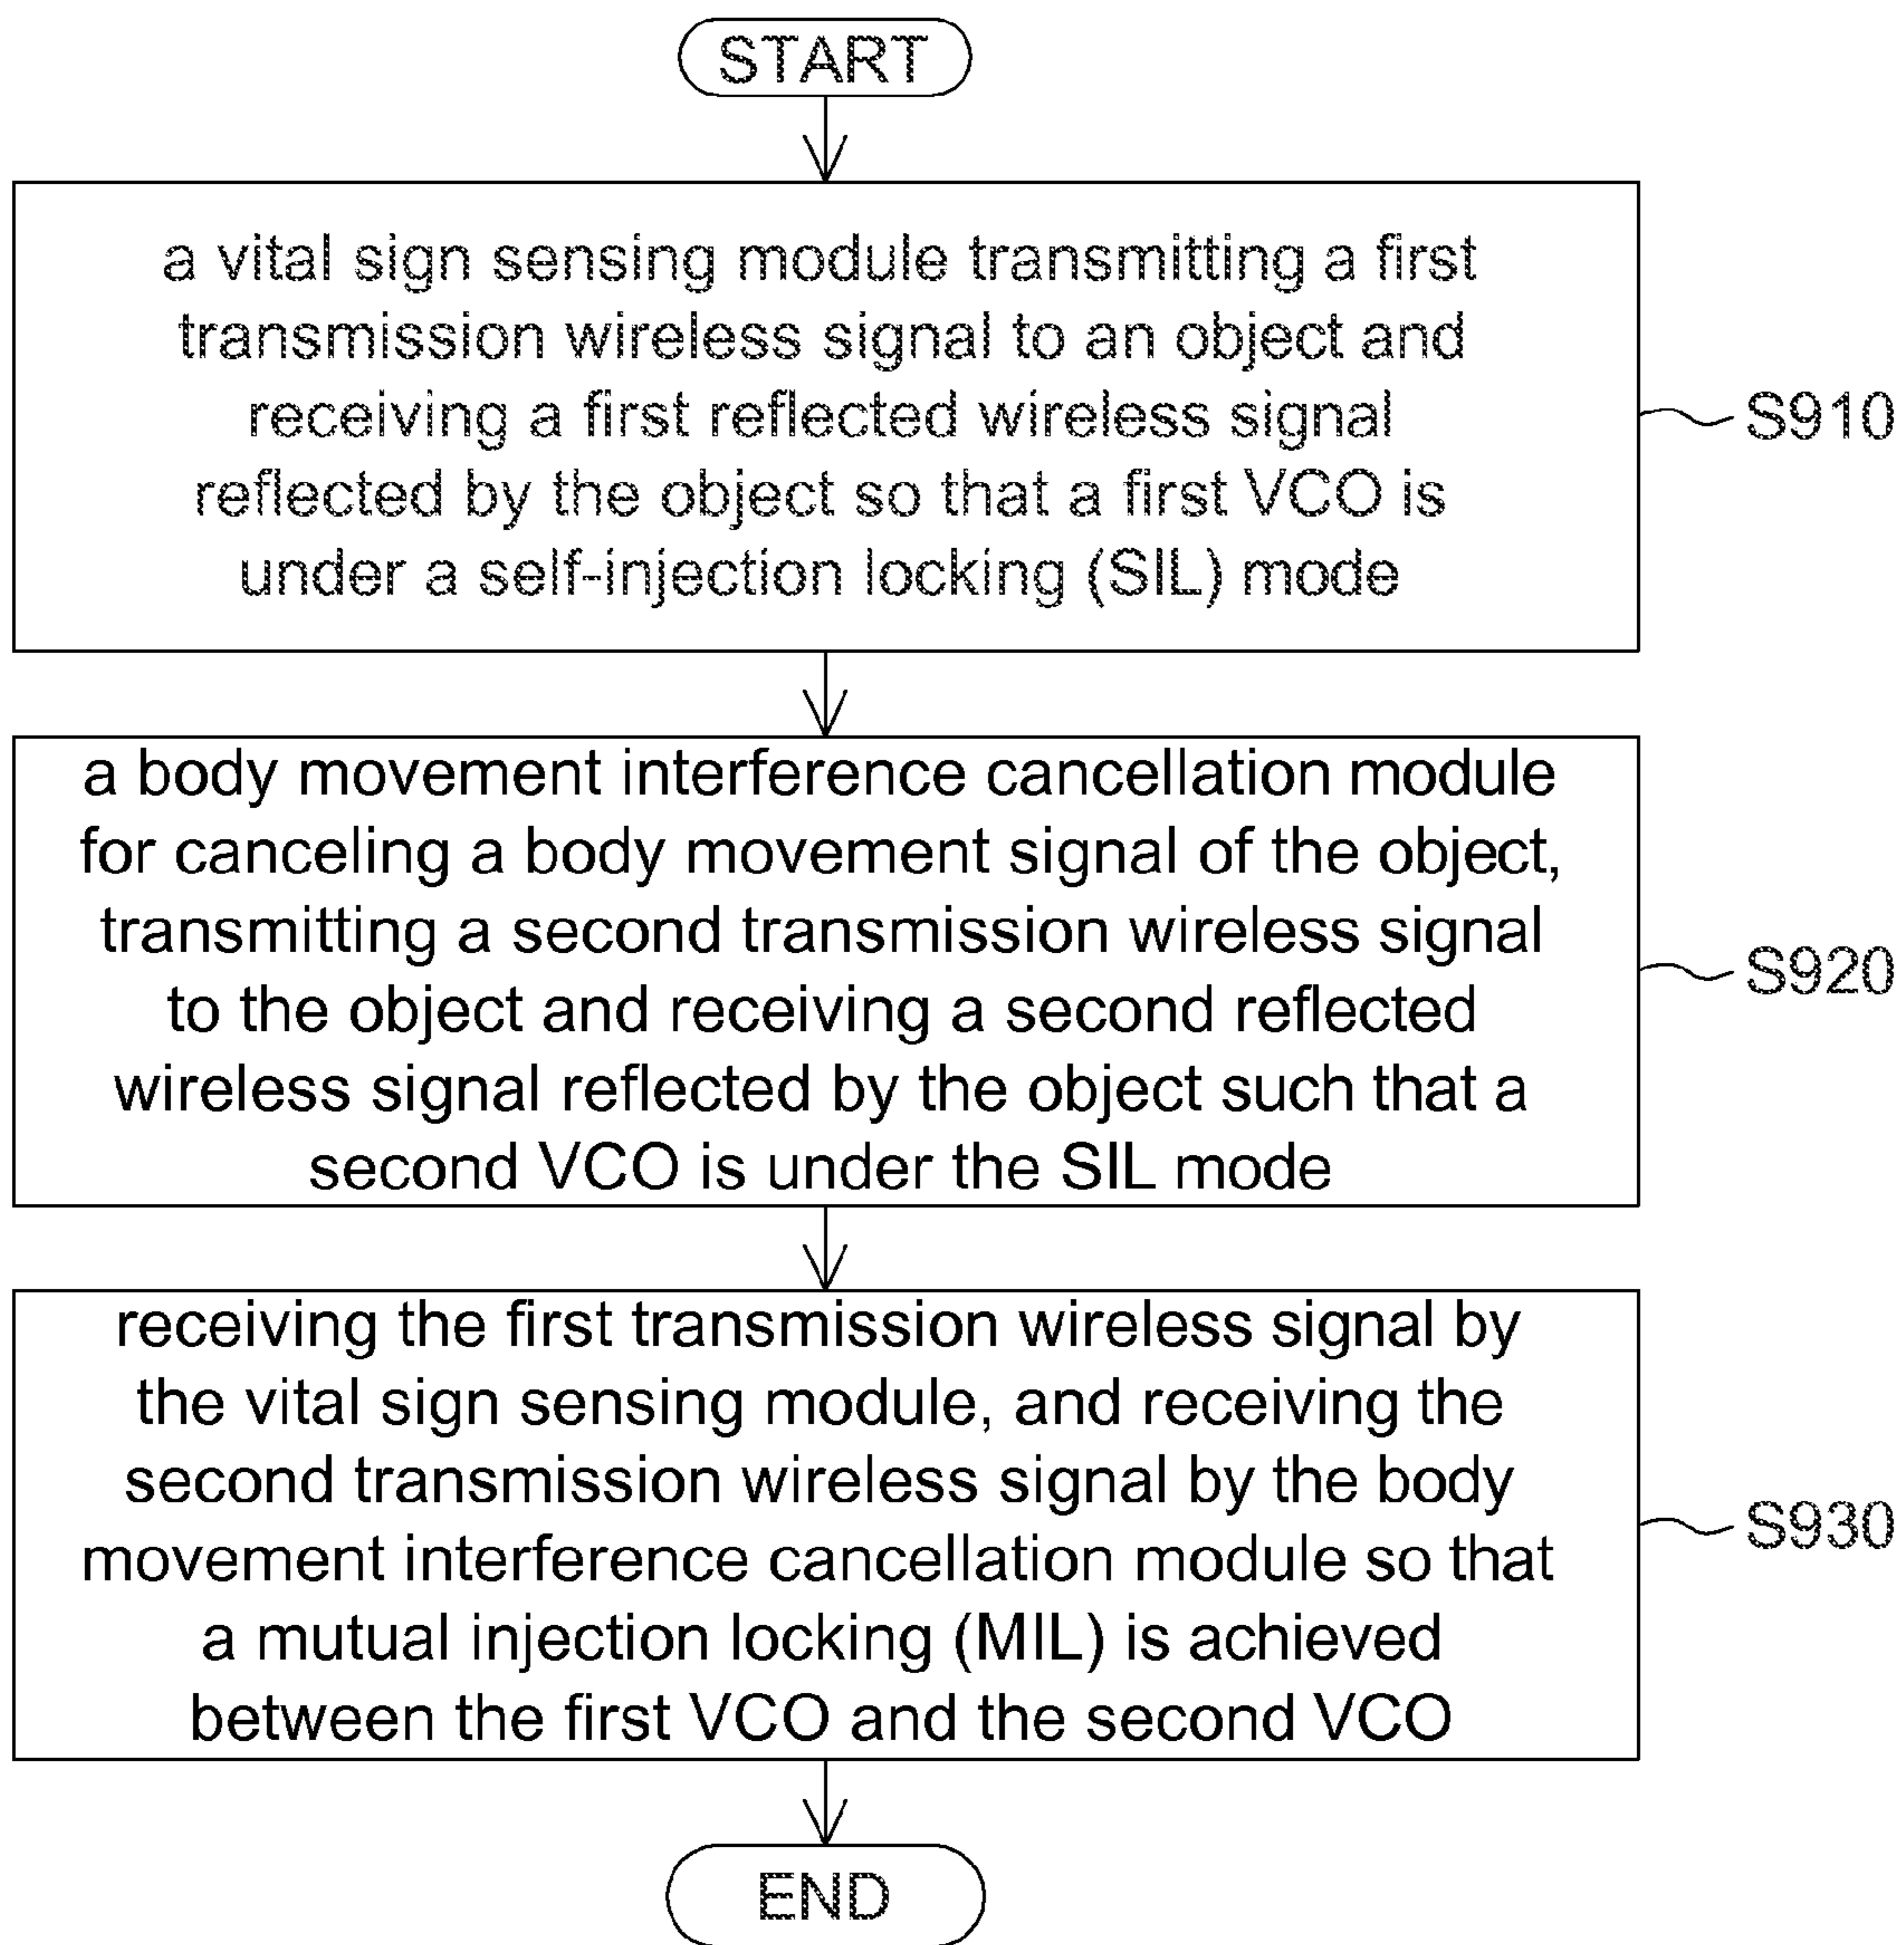 START
a vital sign sensing module transmitting a first
transmission wireless signal to an object and
receiving a first reflected wireless signal
reflected by the object so that a first VCO is
under a self-injection locking (SIL) mode
S910
a body movement interference cancellation module
for canceling a body movement signal of the object,
transmitting a second transmission wireless signal
to the object and receiving a second reflected
wireless signal reflected by the object such that a
second VCO is under the SIL mode
S920
receiving the first transmission wireless signal by
the vital sign sensing module, and receiving the
second transmission wireless signal by the body
movement interference cancellation module so that
a mutual injection locking (MIL) is achieved
between the first VCO and the second VCO
S930
END